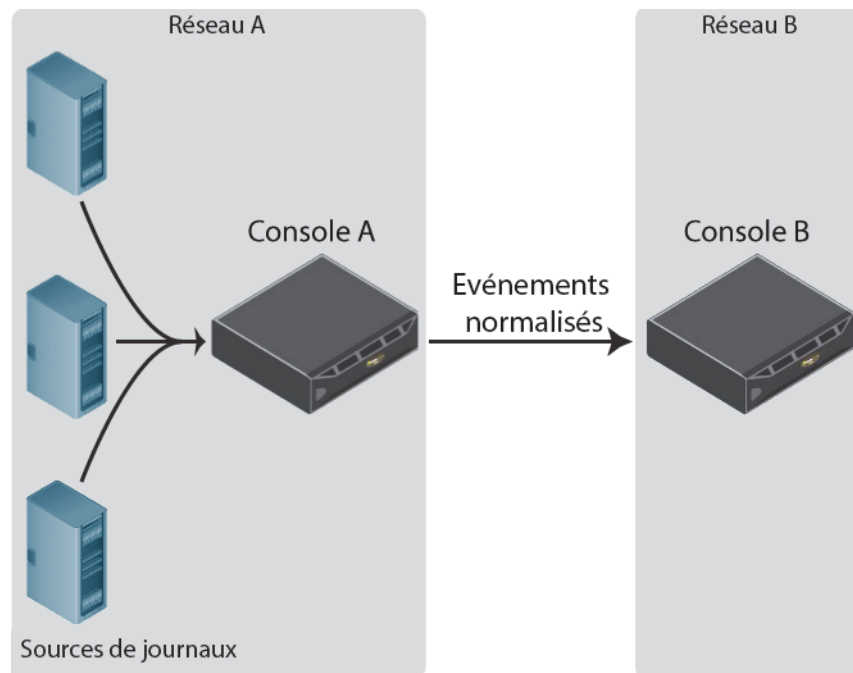 Réseau A
Réseau B
Console A
Console B
Evénements
normalisés
Sources de journaux